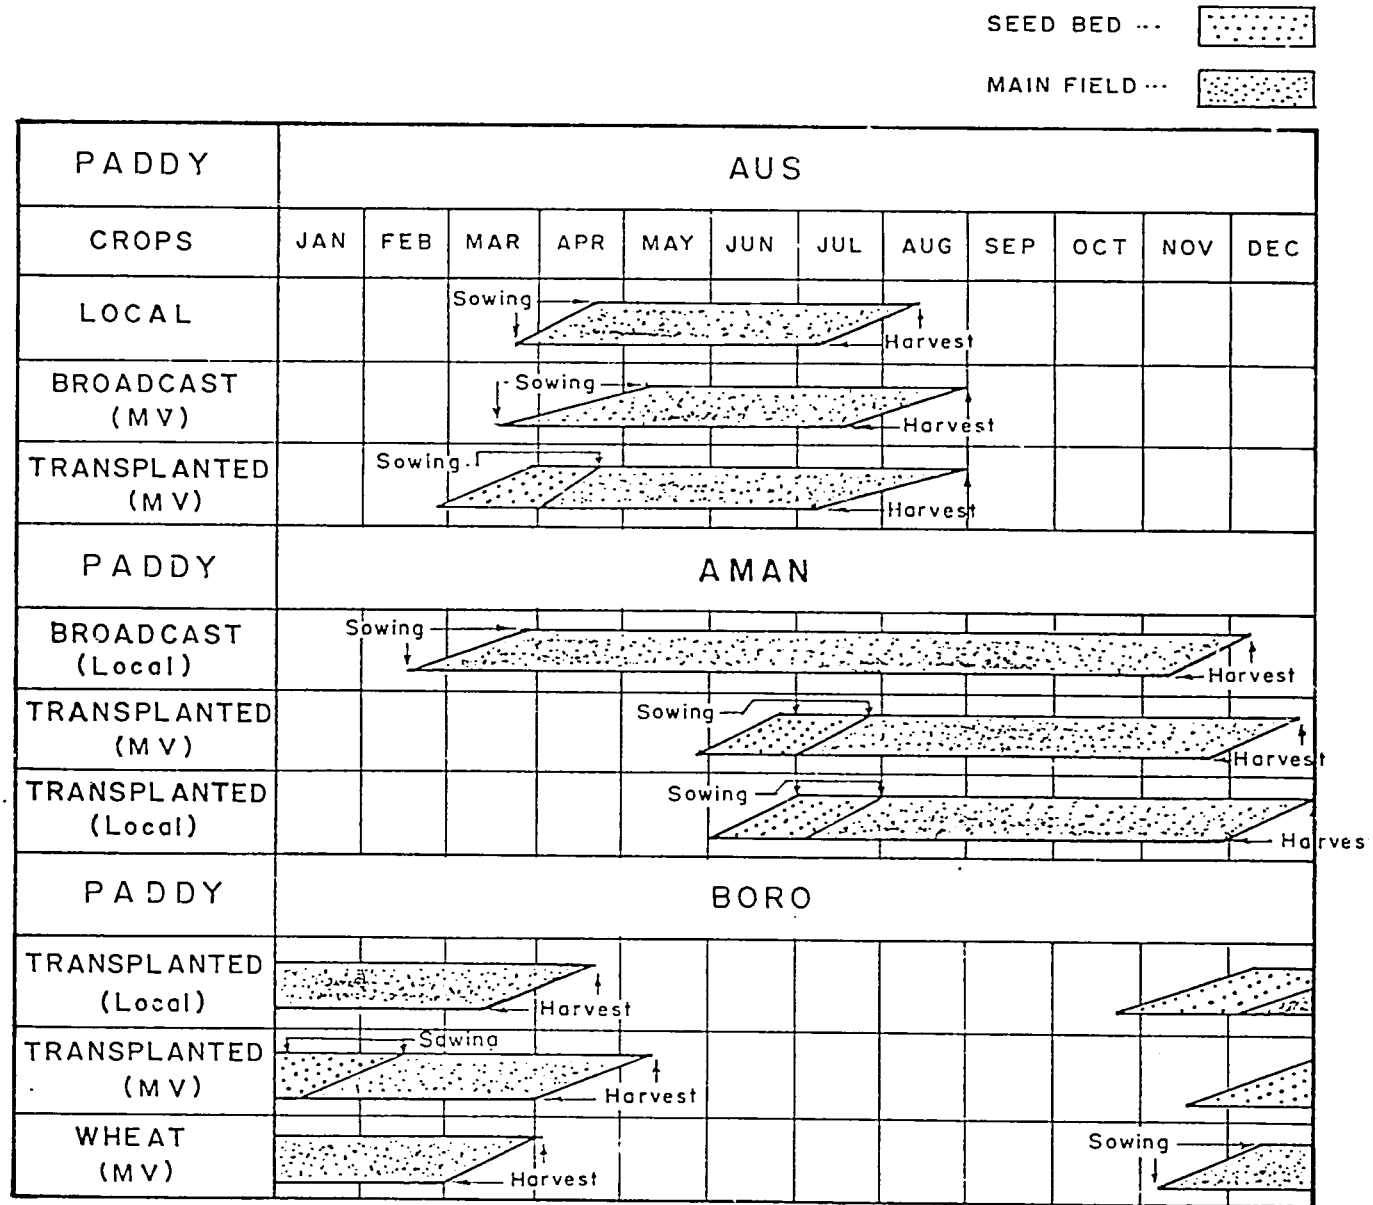 SEED BED ...
MAIN FIELD ...
PADDY AUS
CROPS JAN FEB MAR APR MAY JUN JUL AUG SEP OCT NOV DEC
LOCAL Sowing Harvest
BROADCAST
(MV) Sowing Harvest
TRANSPLANTED
(MV) Sowing Harvest
PADDY AMAN
BROADCAST
(Local) Sowing Harvest
TRANSPLANTED
(MV) Sowing Harvest
TRANSPLANTED
(Local) Sowing Harves
PADDY BORO
TRANSPLANTED
(Local) Harvest
TRANSPLANTED
(MV) Sowing Harvest
WHEAT
(MV) Harvest Sowing